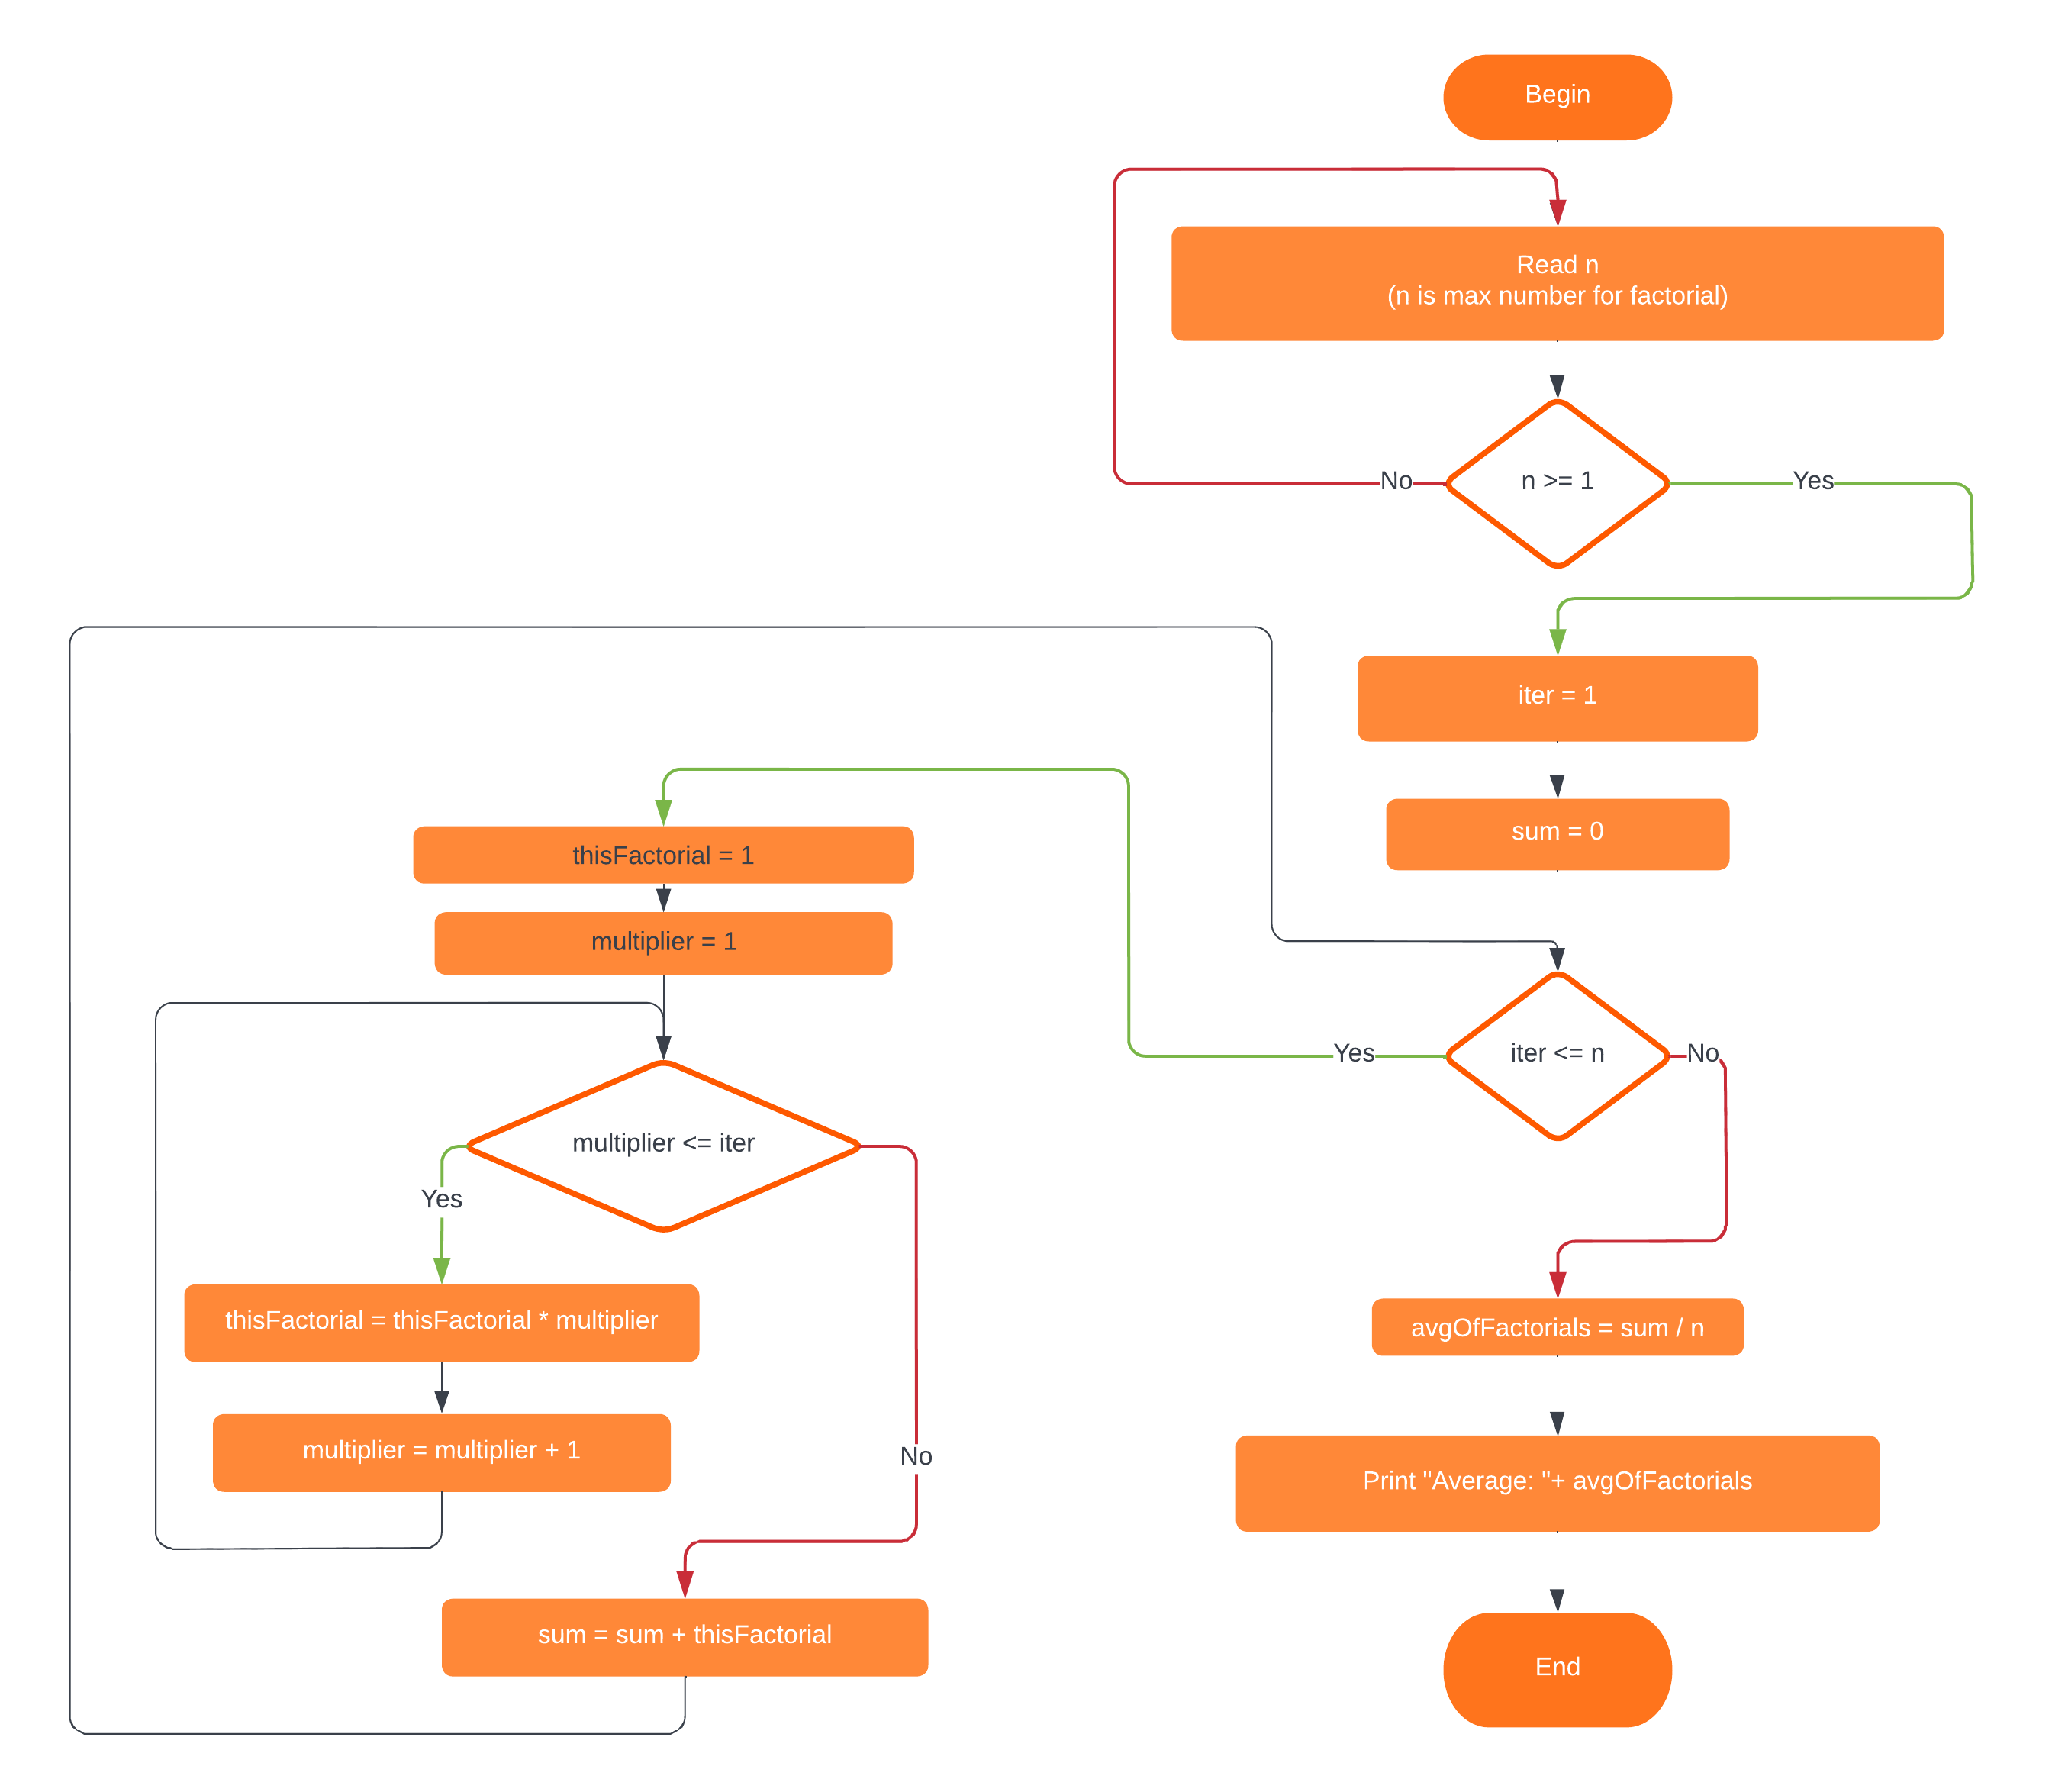 Begin
Read n
(n is max number for factorial)
n >= 1
No
Yes
iter = 1
sum = 0
iter <= n
Yes
No
thisFactorial = 1
multiplier = 1
multiplier <= iter
Yes
No
thisFactorial = thisFactorial * multiplier
multiplier = multiplier + 1
sum = sum + thisFactorial
avgOfFactorials = sum / n
Print "Average: "+ avgOfFactorials
End